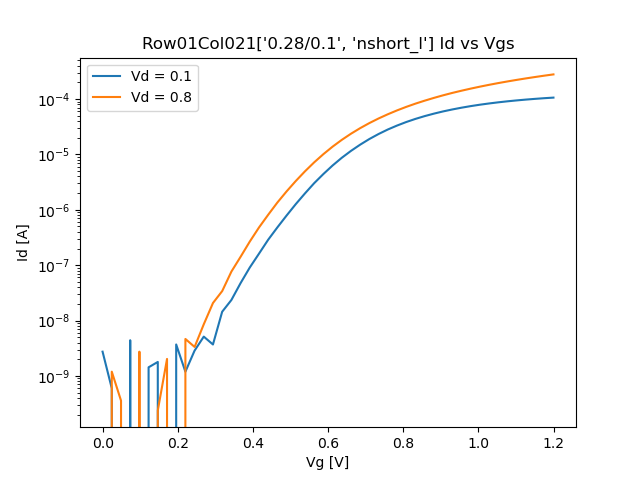 Row01Col021['0.28/0.1', 'nshort_l'] Id vs Vgs
Vd = 0.1
Vd = 0.8
Id [A]
10⁻⁴
10⁻⁵
10⁻⁶
10⁻⁷
10⁻⁸
10⁻⁹
0.0 0.2 0.4 0.6 0.8 1.0 1.2
Vg [V]